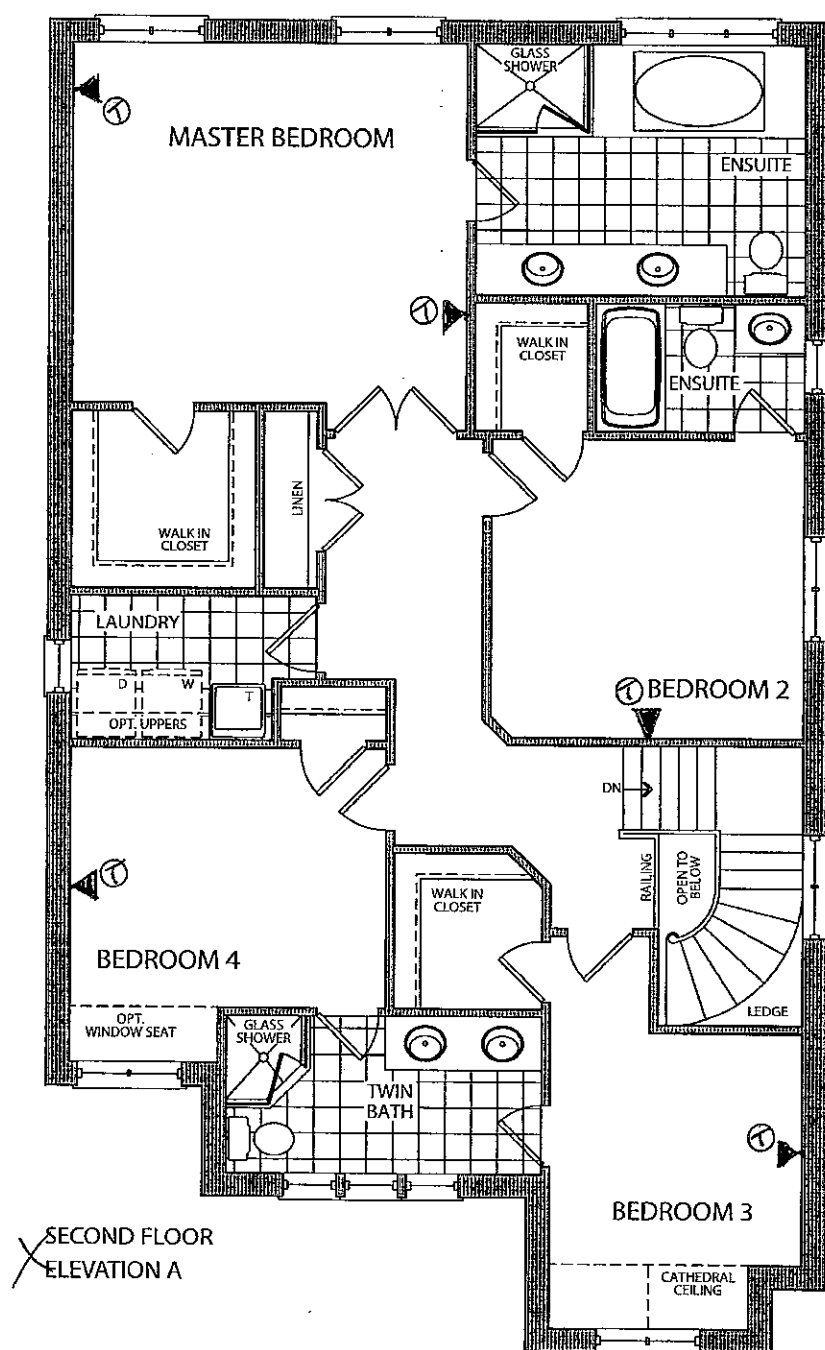 GLASS
SHOWER
MASTER BEDROOM
ENSUITE
T
T
WALK IN
CLOSET
ENSUITE
LINEN
WALK IN
CLOSET
LAUNDRY
D
W
T
OPT. UPPERS
T
BEDROOM 2
DN
RAILING
OPEN TO
BELOW
T
WALK IN
CLOSET
BEDROOM 4
OPT.
WINDOW SEAT
GLASS
SHOWER
LEDGE
TWIN
BATH
T
BEDROOM 3
CATHEDRAL
CEILING
X SECOND FLOOR
ELEVATION A